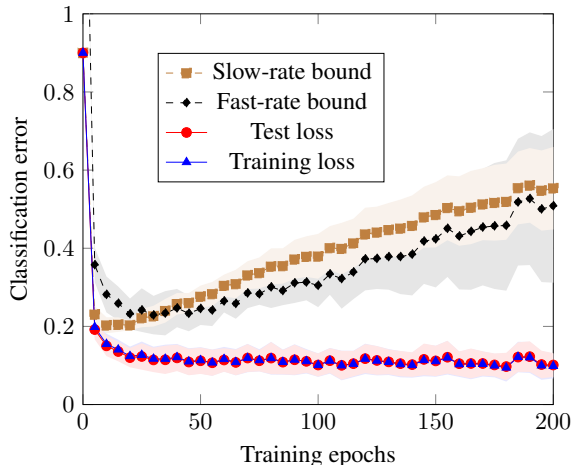 1
0.8
0.6
0.4
0.2
0
Classification error
Slow-rate bound
Fast-rate bound
Test loss
Training loss
0 50 100 150 200
Training epochs